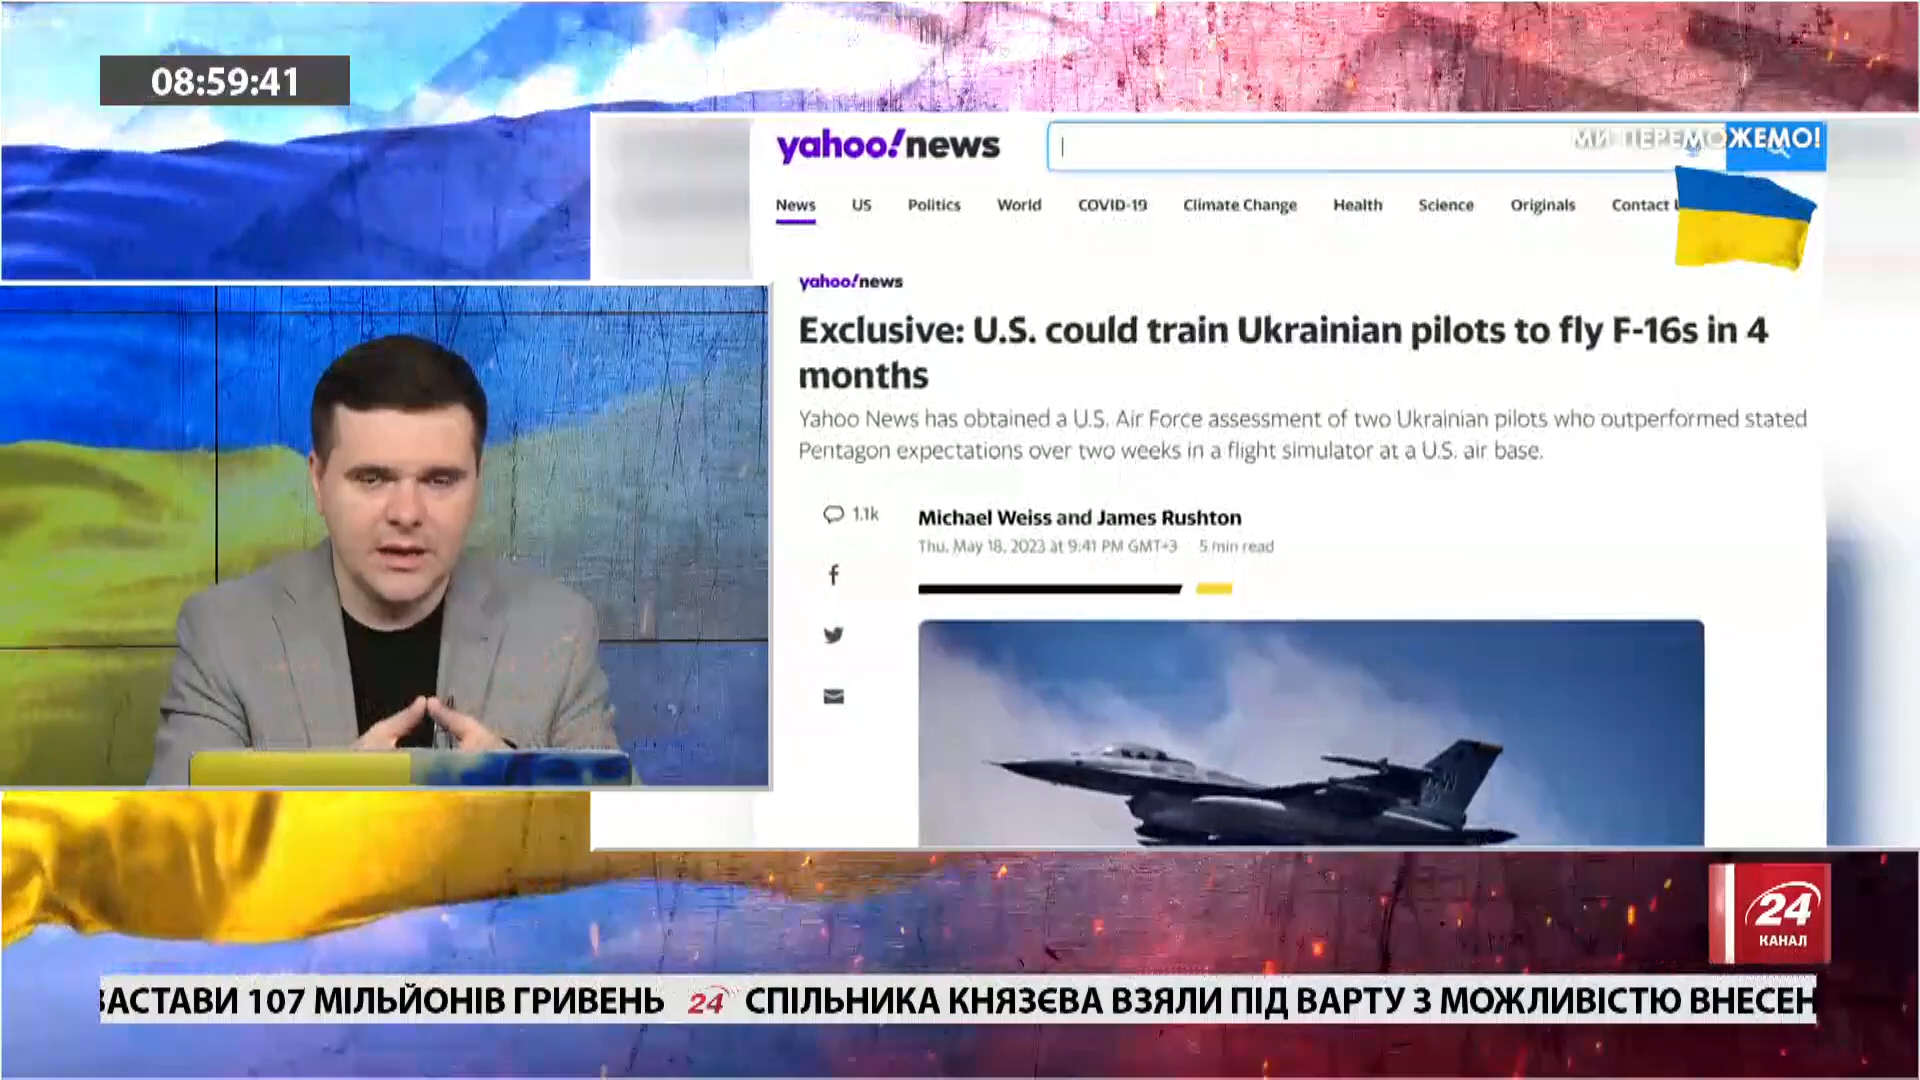 08:59:41
yahoo!news
МИ ПЕРЕМОЖЕМО!
News US Politics World COVID-19 Climate Change Health Science Originals Contact
yahoo!news
Exclusive: U.S. could train Ukrainian pilots to fly F-16s in 4
months
Yahoo News has obtained a U.S. Air Force assessment of two Ukrainian pilots who outperformed stated
Pentagon expectations over two weeks in a flight simulator at a U.S. air base.
1.1k
Michael Weiss and James Rushton
Thu, May 18, 2023 at 9:41 PM GMT+3 5 min read
24
КАНАЛ
ЗАСТАВИ 107 МІЛЬЙОНІВ ГРИВЕНЬ 24 СПІЛЬНИКА КНЯЗЄВА ВЗЯЛИ ПІД ВАРТУ З МОЖЛИВІСТЮ ВНЕСЕН